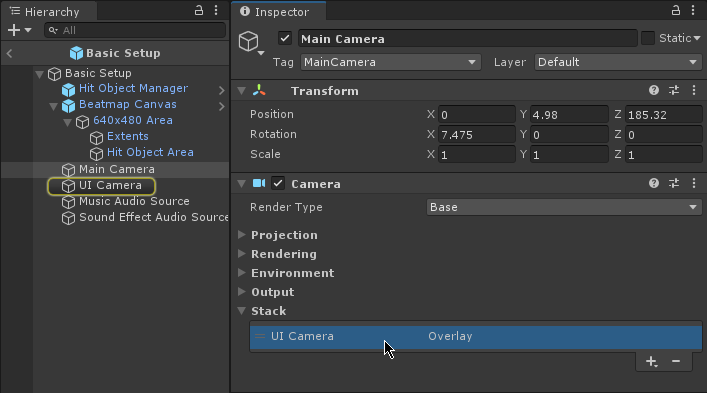 Hierarchy
All
Basic Setup
Basic Setup
Hit Object Manager
Beatmap Canvas
640x480 Area
Extents
Hit Object Area
Main Camera
UI Camera
Music Audio Source
Sound Effect Audio Source
Inspector
Main Camera
Static
Tag MainCamera Layer Default
Transform
Position X 0 Y 4.98 Z 185.32
Rotation X 7.475 Y 0 Z 0
Scale X 1 Y 1 Z 1
Camera
Render Type Base
Projection
Rendering
Environment
Output
Stack
UI Camera Overlay